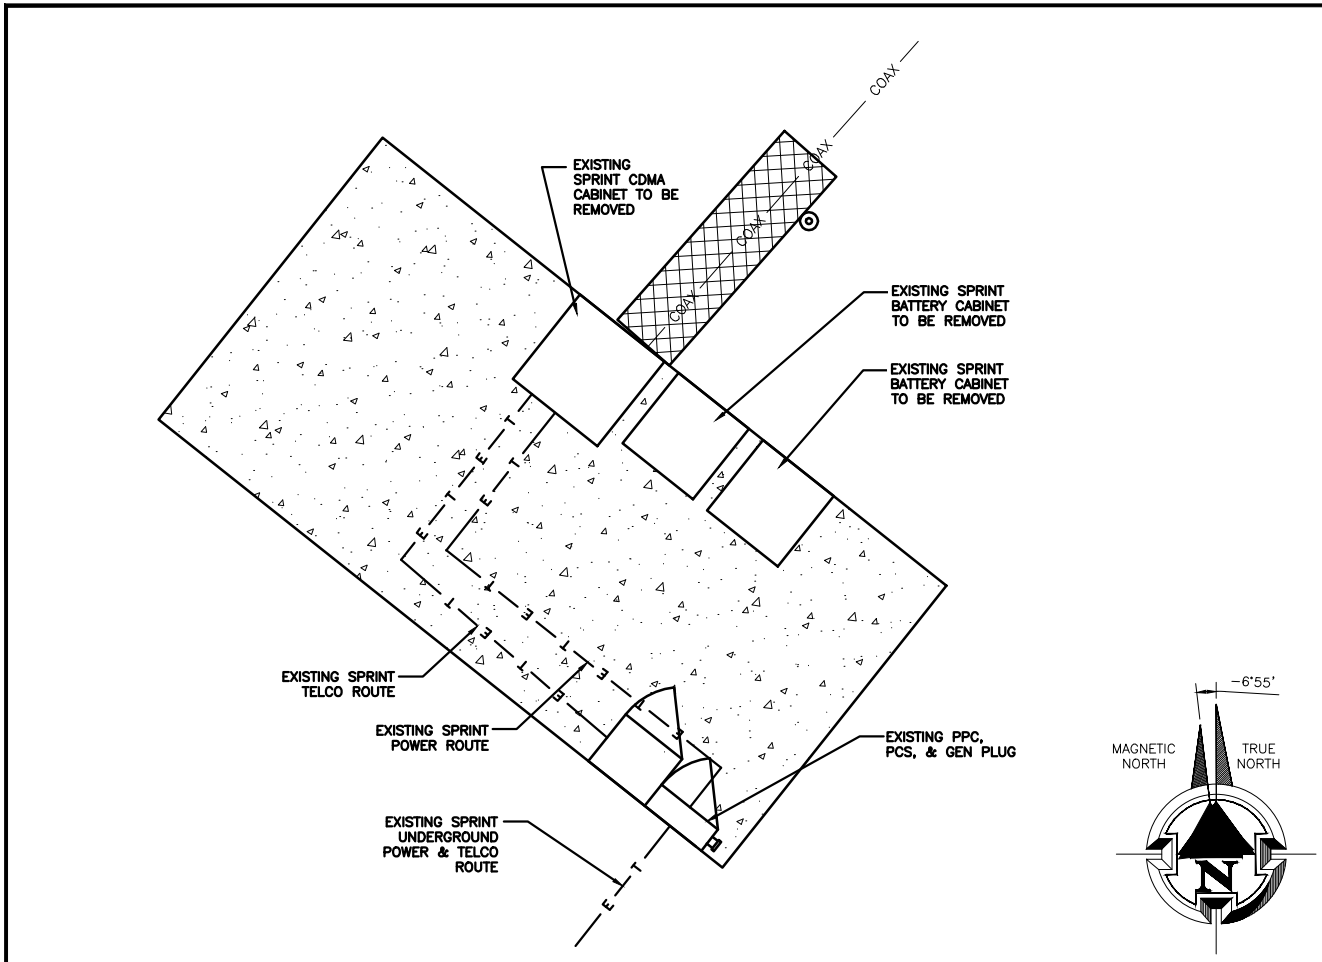 COAX
COAX
COAX
COAX
EXISTING
SPRINT CDMA
CABINET TO BE
REMOVED
EXISTING SPRINT
BATTERY CABINET
TO BE REMOVED
EXISTING SPRINT
BATTERY CABINET
TO BE REMOVED
T
E
T
E
T
E
T
E
T
E
T
E
T
E
T
E
T
E
EXISTING SPRINT
TELCO ROUTE
EXISTING SPRINT
POWER ROUTE
EXISTING PPC,
PCS, & GEN PLUG
EXISTING SPRINT
UNDERGROUND
POWER & TELCO
ROUTE
T
E
-6°55'
MAGNETIC
NORTH
TRUE
NORTH
N